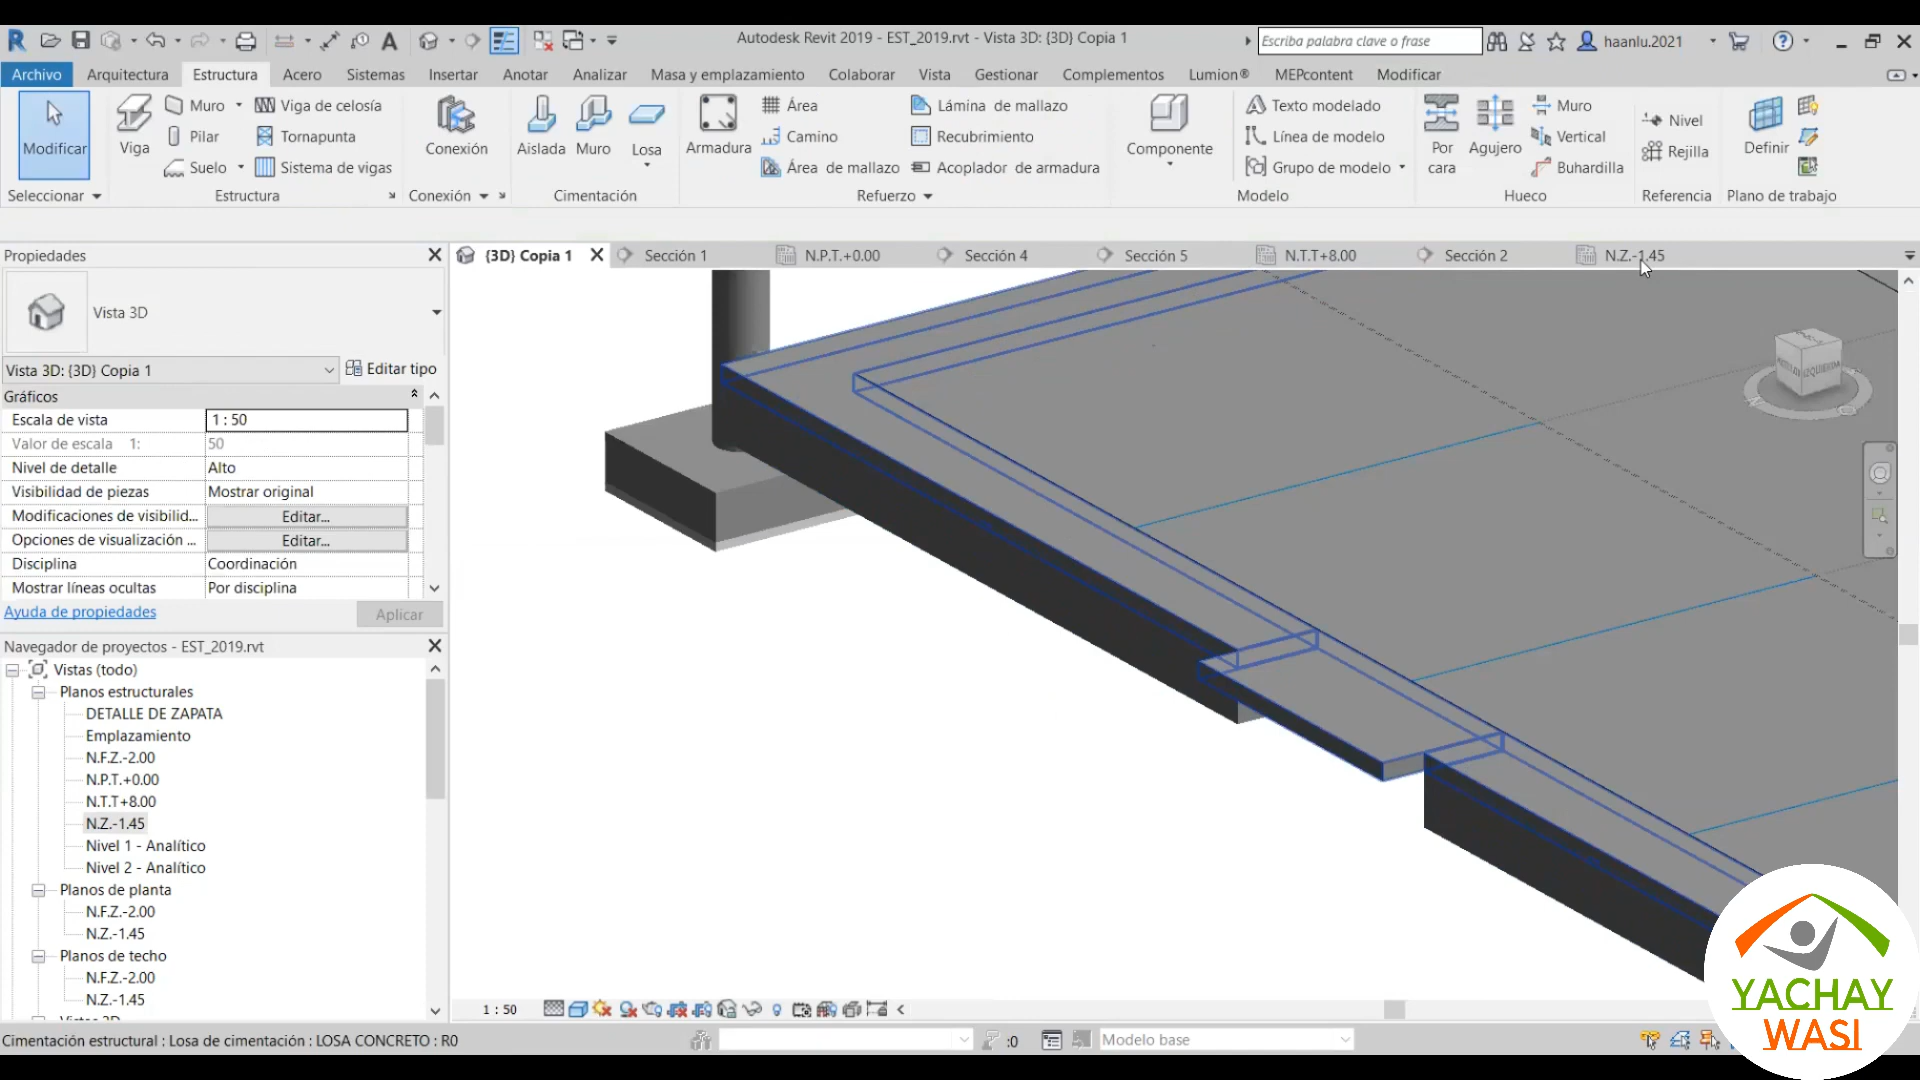 Autodesk Revit 2019 - EST_2019.rvt - Vista 3D: {3D} Copia 1
Escriba palabra clave o frase
haanlu.2021
Archivo Arquitectura Estructura Acero Sistemas Insertar Anotar Analizar Masa y emplazamiento Colaborar Vista Gestionar Complementos Lumion® MEPcontent Modificar
Modificar
Viga
Muro
Pilar
Suelo
Viga de celosía
Tornapunta
Sistema de vigas
Conexión
Aislada
Muro
Losa
Armadura
Área
Camino
Área de mallazo
Lámina de mallazo
Recubrimiento
Acoplador de armadura
Componente
Texto modelado
Línea de modelo
Grupo de modelo
Por cara
Agujero
Muro
Vertical
Buhardilla
Nivel
Rejilla
Definir
Seleccionar Estructura Conexión Cimentación Refuerzo Modelo Hueco Referencia Plano de trabajo
Propiedades
{3D} Copia 1 Sección 1 N.P.T.+0.00 Sección 4 Sección 5 N.T.T+8.00 Sección 2 N.Z.-1.45
Vista 3D
Vista 3D: {3D} Copia 1 Editar tipo
Gráficos
Escala de vista 1 : 50
Valor de escala 1: 50
Nivel de detalle Alto
Visibilidad de piezas Mostrar original
Modificaciones de visibilid... Editar...
Opciones de visualización ... Editar...
Disciplina Coordinación
Mostrar líneas ocultas Por disciplina
Ayuda de propiedades Aplicar
Navegador de proyectos - EST_2019.rvt
Vistas (todo)
Planos estructurales
DETALLE DE ZAPATA
Emplazamiento
N.F.Z.-2.00
N.P.T.+0.00
N.T.T+8.00
N.Z.-1.45
Nivel 1 - Analítico
Nivel 2 - Analítico
Planos de planta
N.F.Z.-2.00
N.Z.-1.45
Planos de techo
N.F.Z.-2.00
N.Z.-1.45
1 : 50
Cimentación estructural : Losa de cimentación : LOSA CONCRETO : R0
:0
Modelo base
YACHAY
WASI